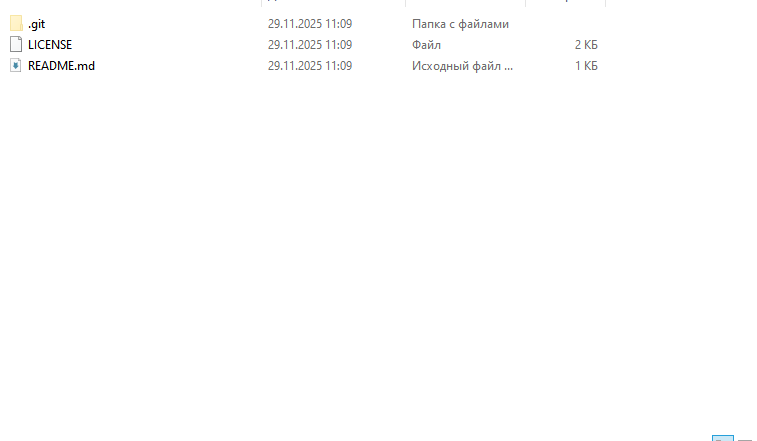 .git 29.11.2025 11:09 Папка с файлами
LICENSE 29.11.2025 11:09 Файл 2 КБ
README.md 29.11.2025 11:09 Исходный файл ... 1 КБ